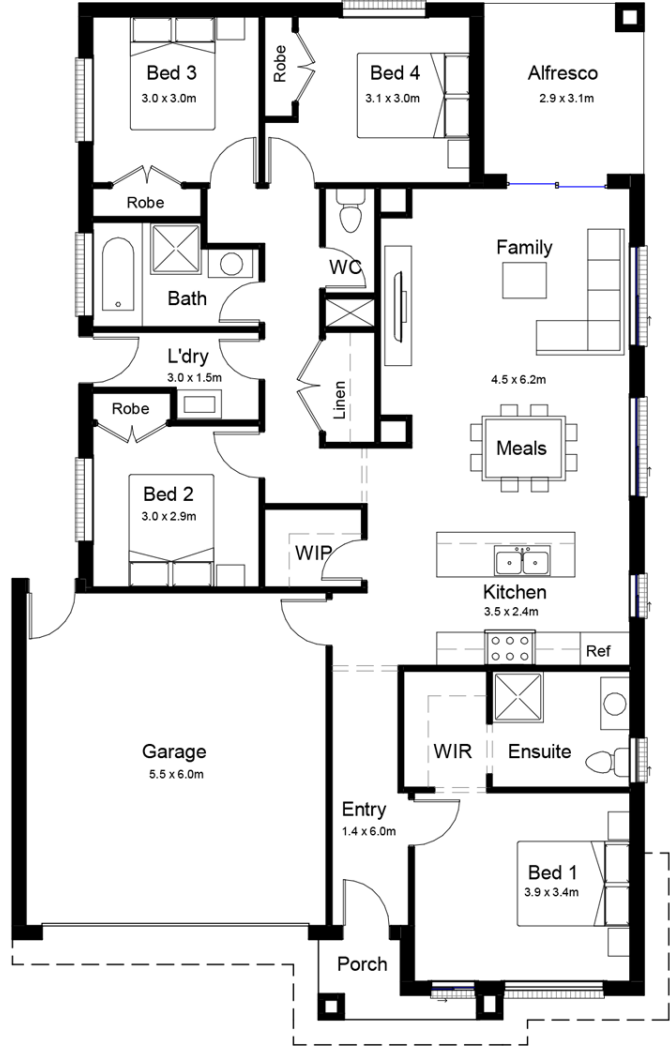 Bed 3
3.0 x 3.0m
Robe
Bed 4
3.1 x 3.0m
Alfresco
2.9 x 3.1m
Robe
WC
Family
Bath
L'dry
3.0 x 1.5m
4.5 x 6.2m
Robe
Linen
Meals
Bed 2
3.0 x 2.9m
WIP
Kitchen
3.5 x 2.4m
Ref
Garage
5.5 x 6.0m
WIR
Ensuite
Entry
1.4 x 6.0m
Bed 1
3.9 x 3.4m
Porch